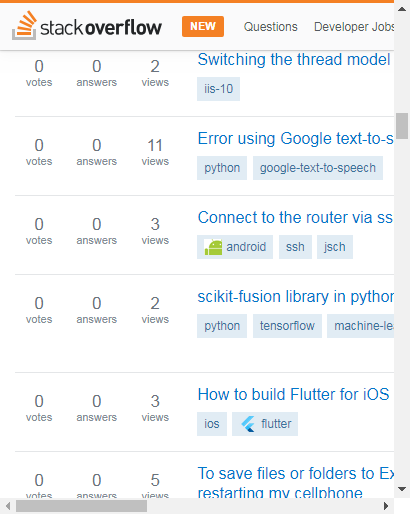 stackoverflow NEW Questions Developer Jobs
0 0 2 Switching the thread model
votes answers views
iis-10
0 0 11 Error using Google text-to-s
votes answers views
python google-text-to-speech
0 0 3 Connect to the router via ss
votes answers views
android ssh jsch
0 0 2 scikit-fusion library in python
votes answers views
python tensorflow machine-le
0 0 3 How to build Flutter for iOS
votes answers views
ios flutter
0 0 5 To save files or folders to Ex
votes answers views
restarting my cellphone